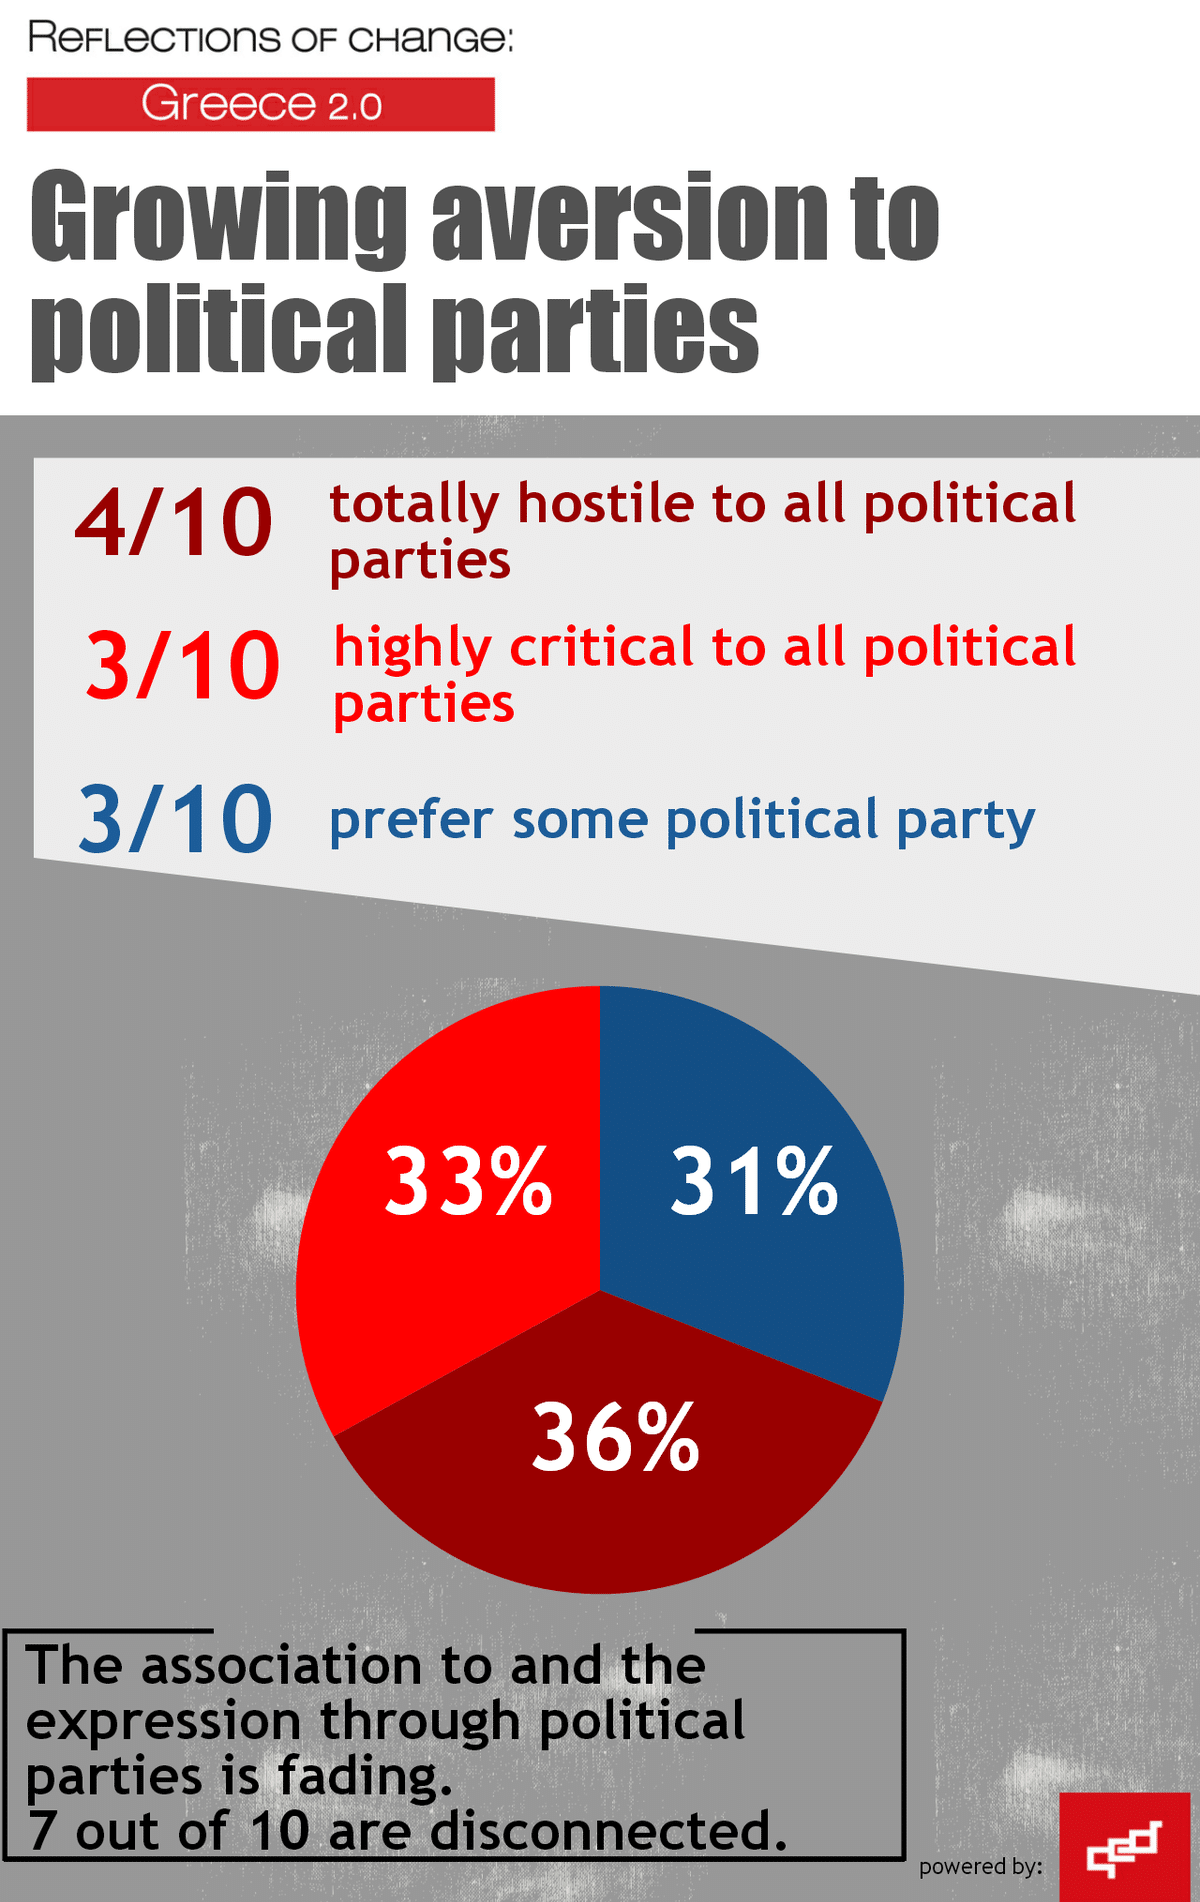 Reflections of change:
Greece 2.0
Growing aversion to
political parties
4/10 totally hostile to all political
parties
3/10 highly critical to all political
parties
3/10 prefer some political party
33% 31%
36%
The association to and the
expression through political
parties is fading.
7 out of 10 are disconnected.
powered by:
qed